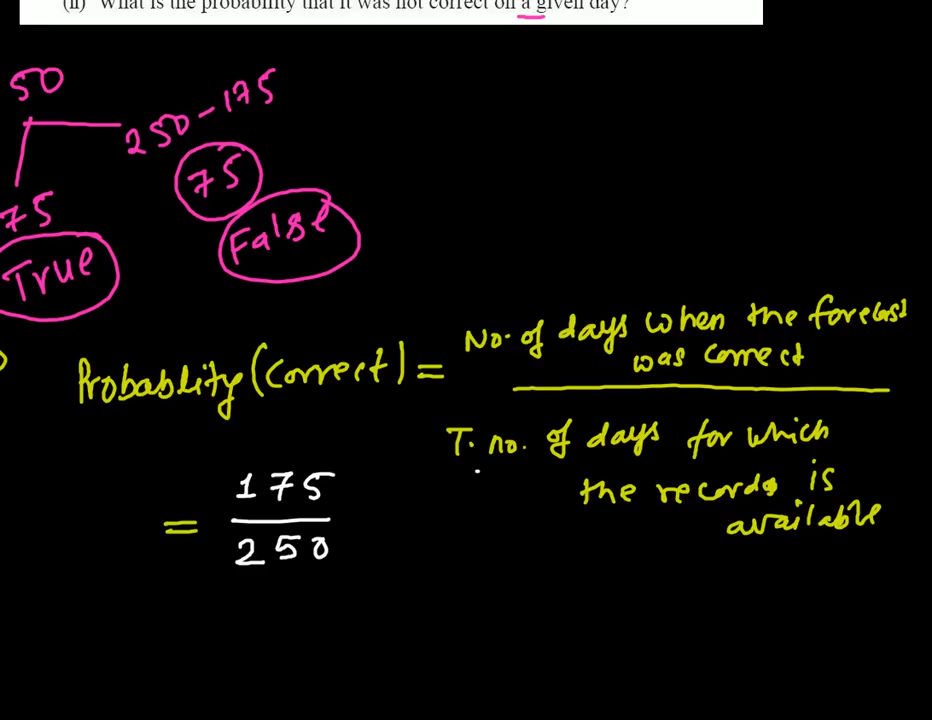 (ii) What is the probability that it was not correct on a given day?
50
250-175
75
75
False
True
Probablity (Correct) = No. of days when the forecast
was correct
T. no. of days for which
the records is
available
= 175
250